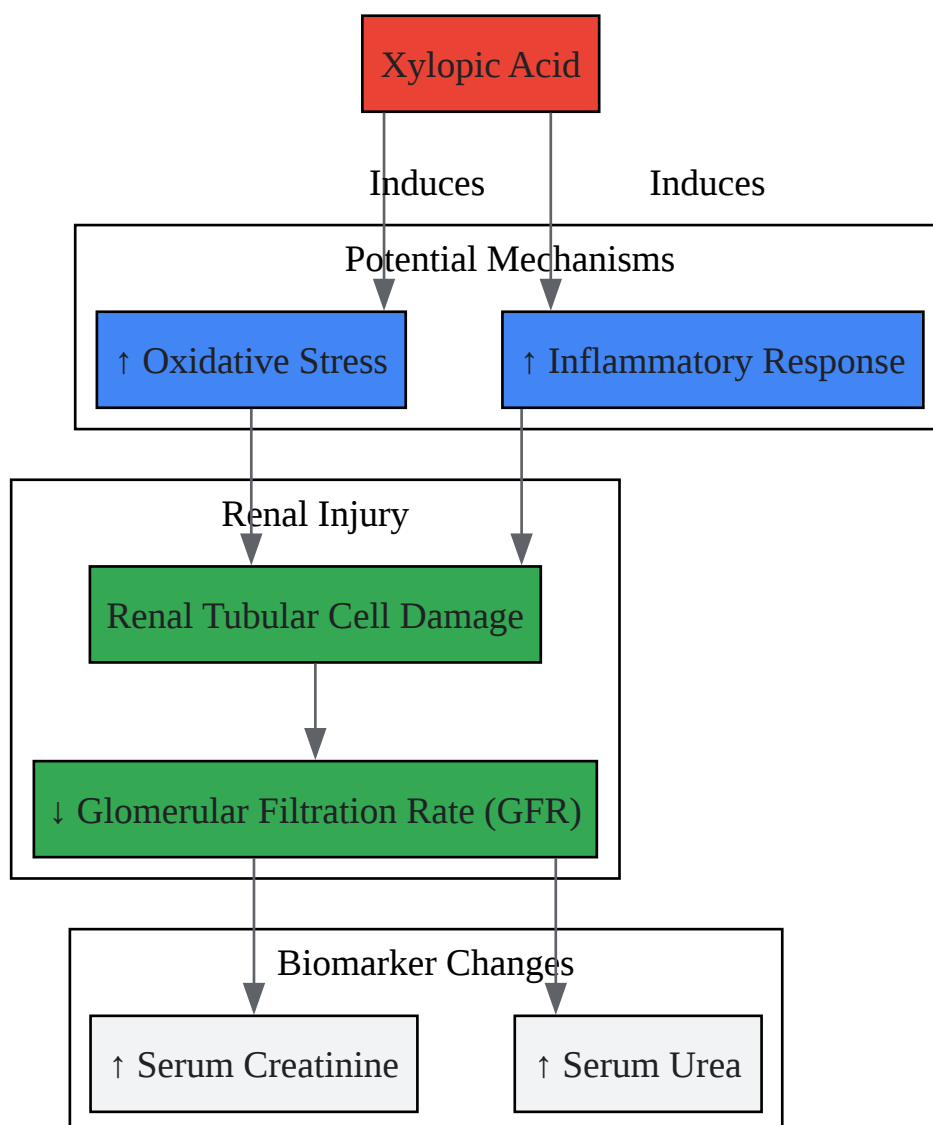 Xylopic Acid
Induces
Induces
Potential Mechanisms
↑ Oxidative Stress
↑ Inflammatory Response
Renal Injury
Renal Tubular Cell Damage
↓ Glomerular Filtration Rate (GFR)
Biomarker Changes
↑ Serum Creatinine
↑ Serum Urea